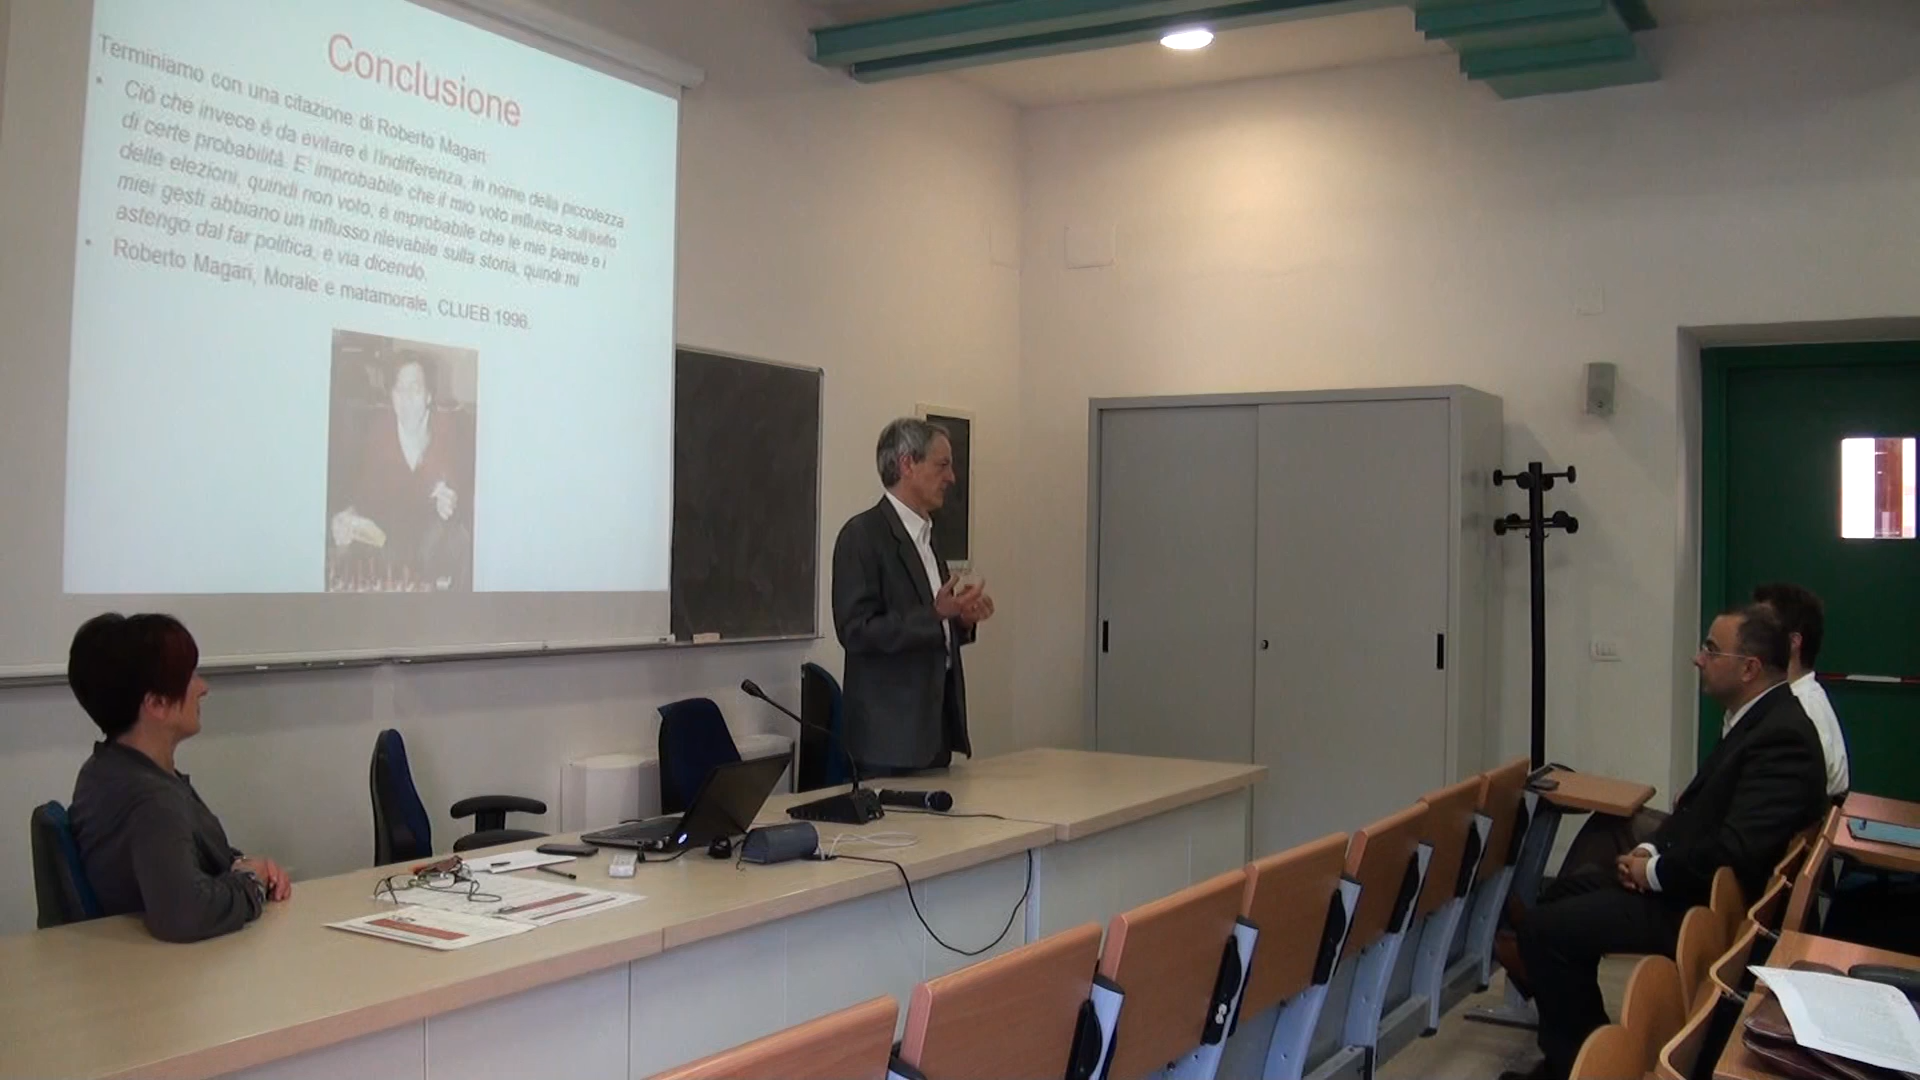 Conclusione
Terminiamo con una citazione di Roberto Magari:
• Ciò che invece è da evitare è l'indifferenza, in nome della piccolezza
di certe probabilità. E' improbabile che il mio voto influisca sull'esito
delle elezioni, quindi non voto, è improbabile che le mie parole e i
miei gesti abbiano un influsso rilevabile sulla storia, quindi mi
astengo dal far politica, e via dicendo.
• Roberto Magari, Morale e matamorale, CLUEB 1996.